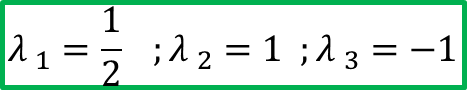 λ₁ = 1/2 ; λ₂ = 1 ; λ₃ = −1